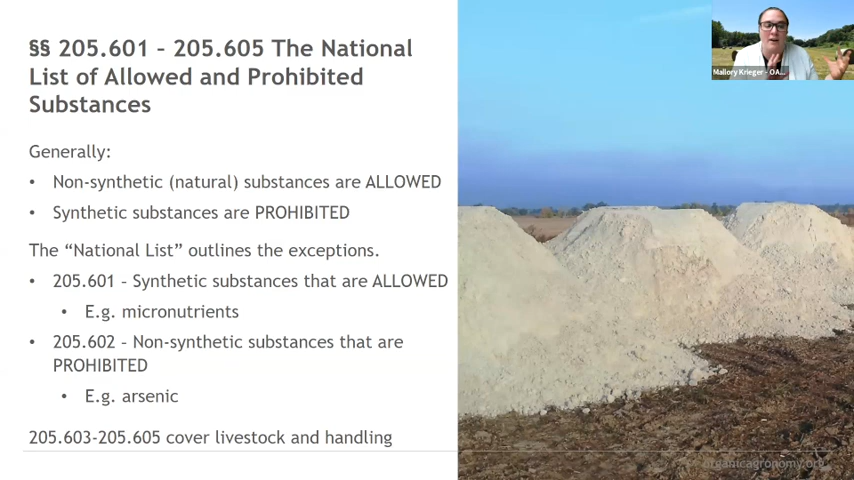 §§ 205.601 – 205.605 The National
List of Allowed and Prohibited
Substances
Generally:
• Non-synthetic (natural) substances are ALLOWED
• Synthetic substances are PROHIBITED
The “National List” outlines the exceptions.
• 205.601 – Synthetic substances that are ALLOWED
• E.g. micronutrients
• 205.602 – Non-synthetic substances that are
PROHIBITED
• E.g. arsenic
205.603-205.605 cover livestock and handling
Mallory Krieger - OA...
organicagronomy.org